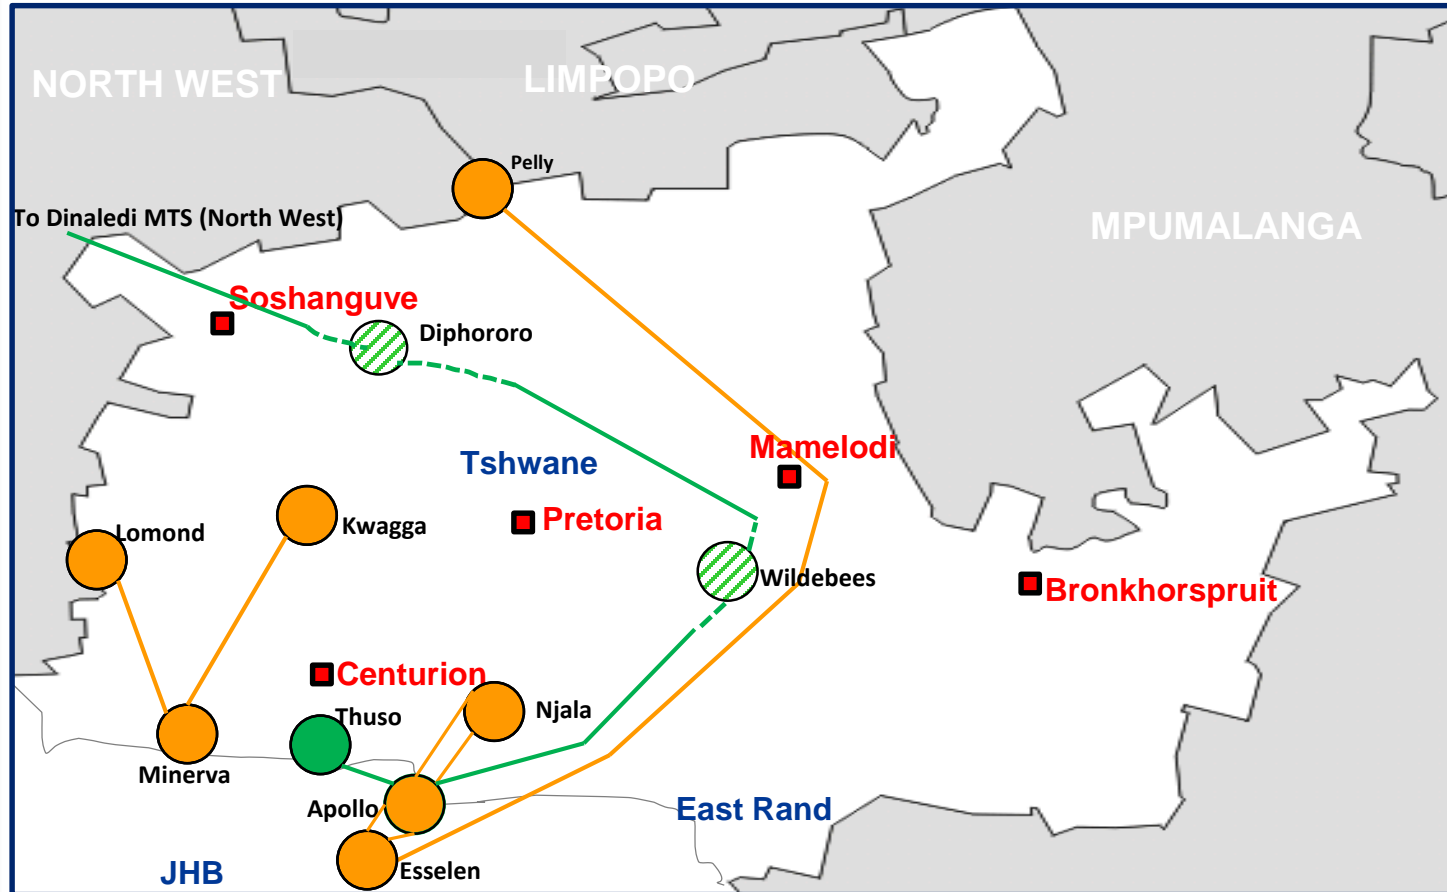 NORTH WEST
LIMPOPO
Pelly
To Dinaledi MTS (North West)
MPUMALANGA
Soshanguve
Diphororo
Mamelodi
Tshwane
Lomond
Kwagga
Pretoria
Wildebees
Bronkhorspruit
Centurion
Thuso
Njala
Minerva
Apollo
East Rand
Esselen
JHB